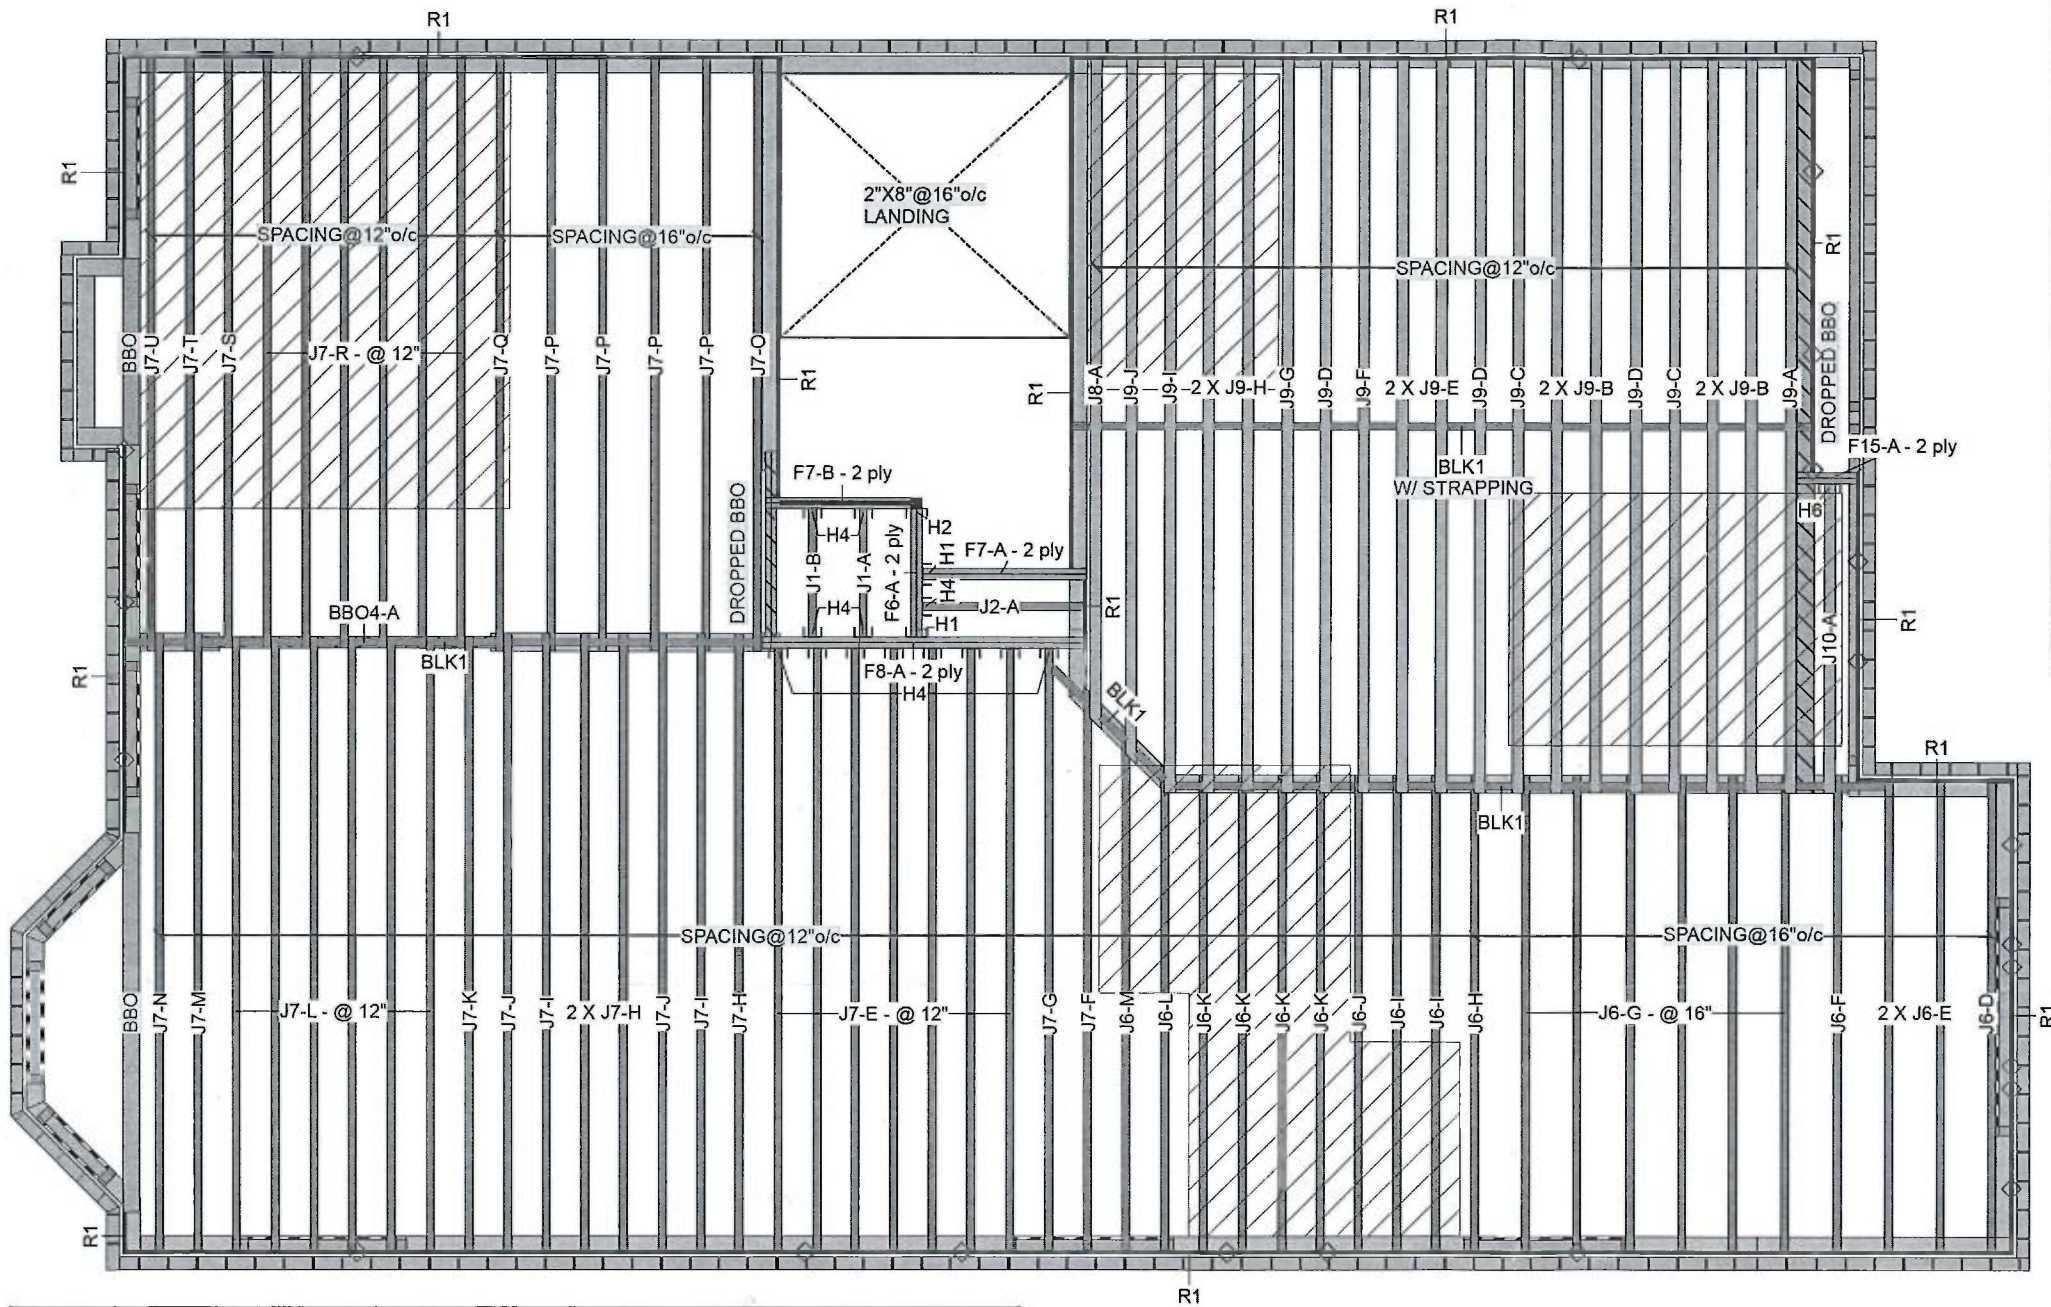 R1
R1
R1
2"X8"@16"o/c
LANDING
SPACING@12"o/c
SPACING@16"o/c
SPACING@12"o/c
R1
BBO
J7-U
J7-T
J7-S
J7-R - @ 12"
J7-Q
J7-P
J7-P
J7-P
J7-P
J7-O
R1
R1
J8-A
J9-J
J9-I
2 X J9-H
J9-G
J9-D
J9-F
2 X J9-E
J9-D
J9-C
2 X J9-B
J9-D
J9-C
2 X J9-B
J9-A
DROPPED BBO
F15-A - 2 ply
BLK1
W/ STRAPPING
F7-B - 2 ply
DROPPED BBO
H4
H2
J1-B
J1-A
F6-A - 2 ply
H1
F7-A - 2 ply
H4
J2-A
H4
H1
R1
H6
J10-A
R1
BBO4-A
BLK1
R1
F8-A - 2 ply
H4
BLK1
R1
BLK1
SPACING@12"o/c
SPACING@16"o/c
BBO
J7-N
J7-M
J7-L - @ 12"
J7-K
J7-J
J7-I
2 X J7-H
J7-J
J7-I
J7-H
J7-E - @ 12"
J7-G
J7-F
J6-M
J6-L
J6-K
J6-K
J6-K
J6-K
J6-J
J6-I
J6-I
J6-H
J6-G - @ 16"
J6-F
2 X J6-E
J6-D
R1
R1
R1